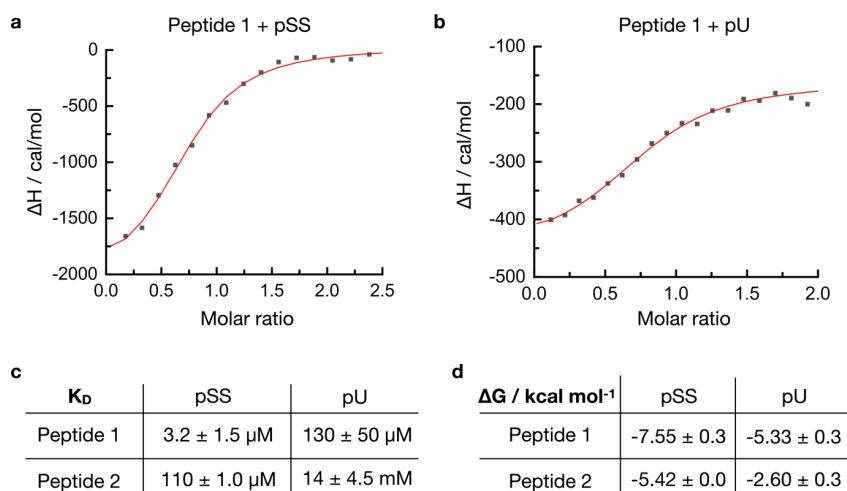 a
Peptide 1 + pSS
0
-500
-1000
-1500
-2000
ΔH / cal/mol
0.0 0.5 1.0 1.5 2.0 2.5
Molar ratio
b
Peptide 1 + pU
-100
-200
-300
-400
-500
ΔH / cal/mol
0.0 0.5 1.0 1.5 2.0
Molar ratio
c
K_D pSS pU
Peptide 1 3.2 ± 1.5 μM 130 ± 50 μM
Peptide 2 110 ± 1.0 μM 14 ± 4.5 mM
d
ΔG / kcal mol⁻¹ pSS pU
Peptide 1 -7.55 ± 0.3 -5.33 ± 0.3
Peptide 2 -5.42 ± 0.0 -2.60 ± 0.3